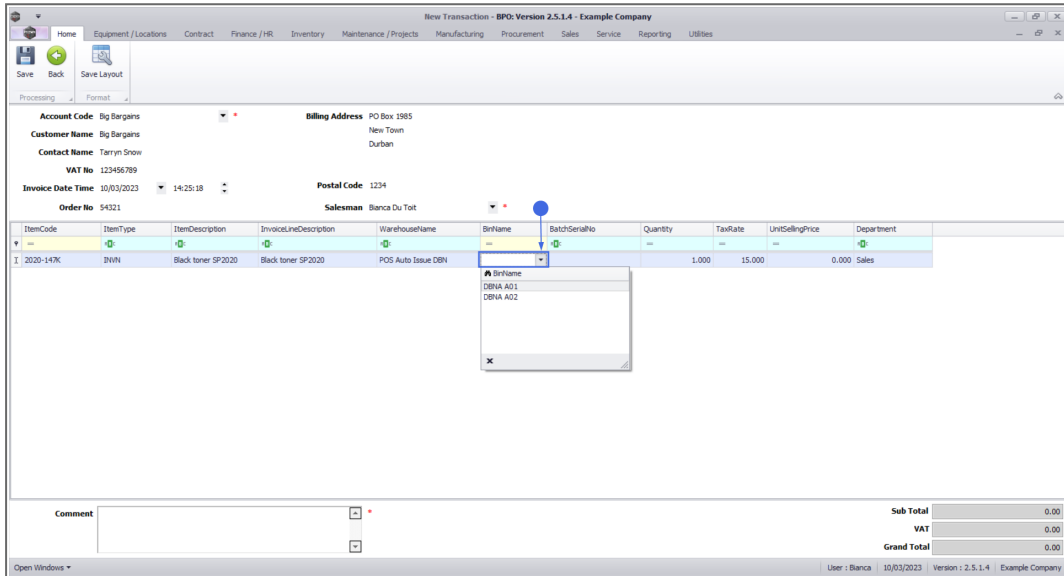 New Transaction - BPO: Version 2.5.1.4 - Example Company
Home Equipment / Locations Contract Finance / HR Inventory Maintenance / Projects Manufacturing Procurement Sales Service Reporting Utilities
Save Back Save Layout
Processing Format
Account Code Big Bargains * Billing Address PO Box 1985
Customer Name Big Bargains New Town
Contact Name Tarryn Snow Durban
VAT No 123456789
Invoice Date Time 10/03/2023 14:25:18 Postal Code 1234
Order No 54321 Salesman Bianca Du Toit *
ItemCode ItemType ItemDescription InvoiceLineDescription WarehouseName BinName BatchSerialNo Quantity TaxRate UnitSellingPrice Department
2020-147K INVN Black toner SP2020 Black toner SP2020 POS Auto Issue DBN 1.000 15.000 0.000 Sales
BinName
DBNA A01
DBNA A02
Comment * Sub Total 0.00
VAT 0.00
Grand Total 0.00
Open Windows User : Bianca 10/03/2023 Version : 2.5.1.4 Example Company